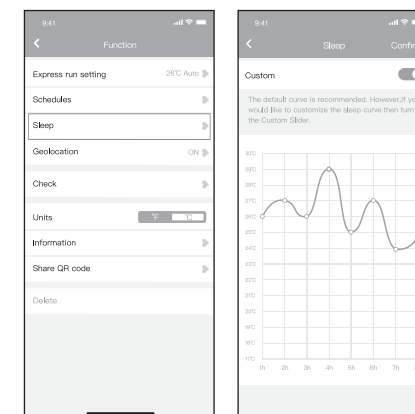 9:41
Function
Express run setting 26°C Auto
Schedules
Sleep
Geolocation ON
Check
Units °F °C
Information
Share QR code
Delete
9:41
Sleep Confir
Custom
The default curve is recommended. However,if yo
would like to customize the sleep curve.then turn
the Custom Slider.
30°C
29°C
28°C
27°C
26°C
25°C
24°C
23°C
22°C
21°C
20°C
19°C
18°C
17°C
1h 2h 3h 4h 5h 6h 7h